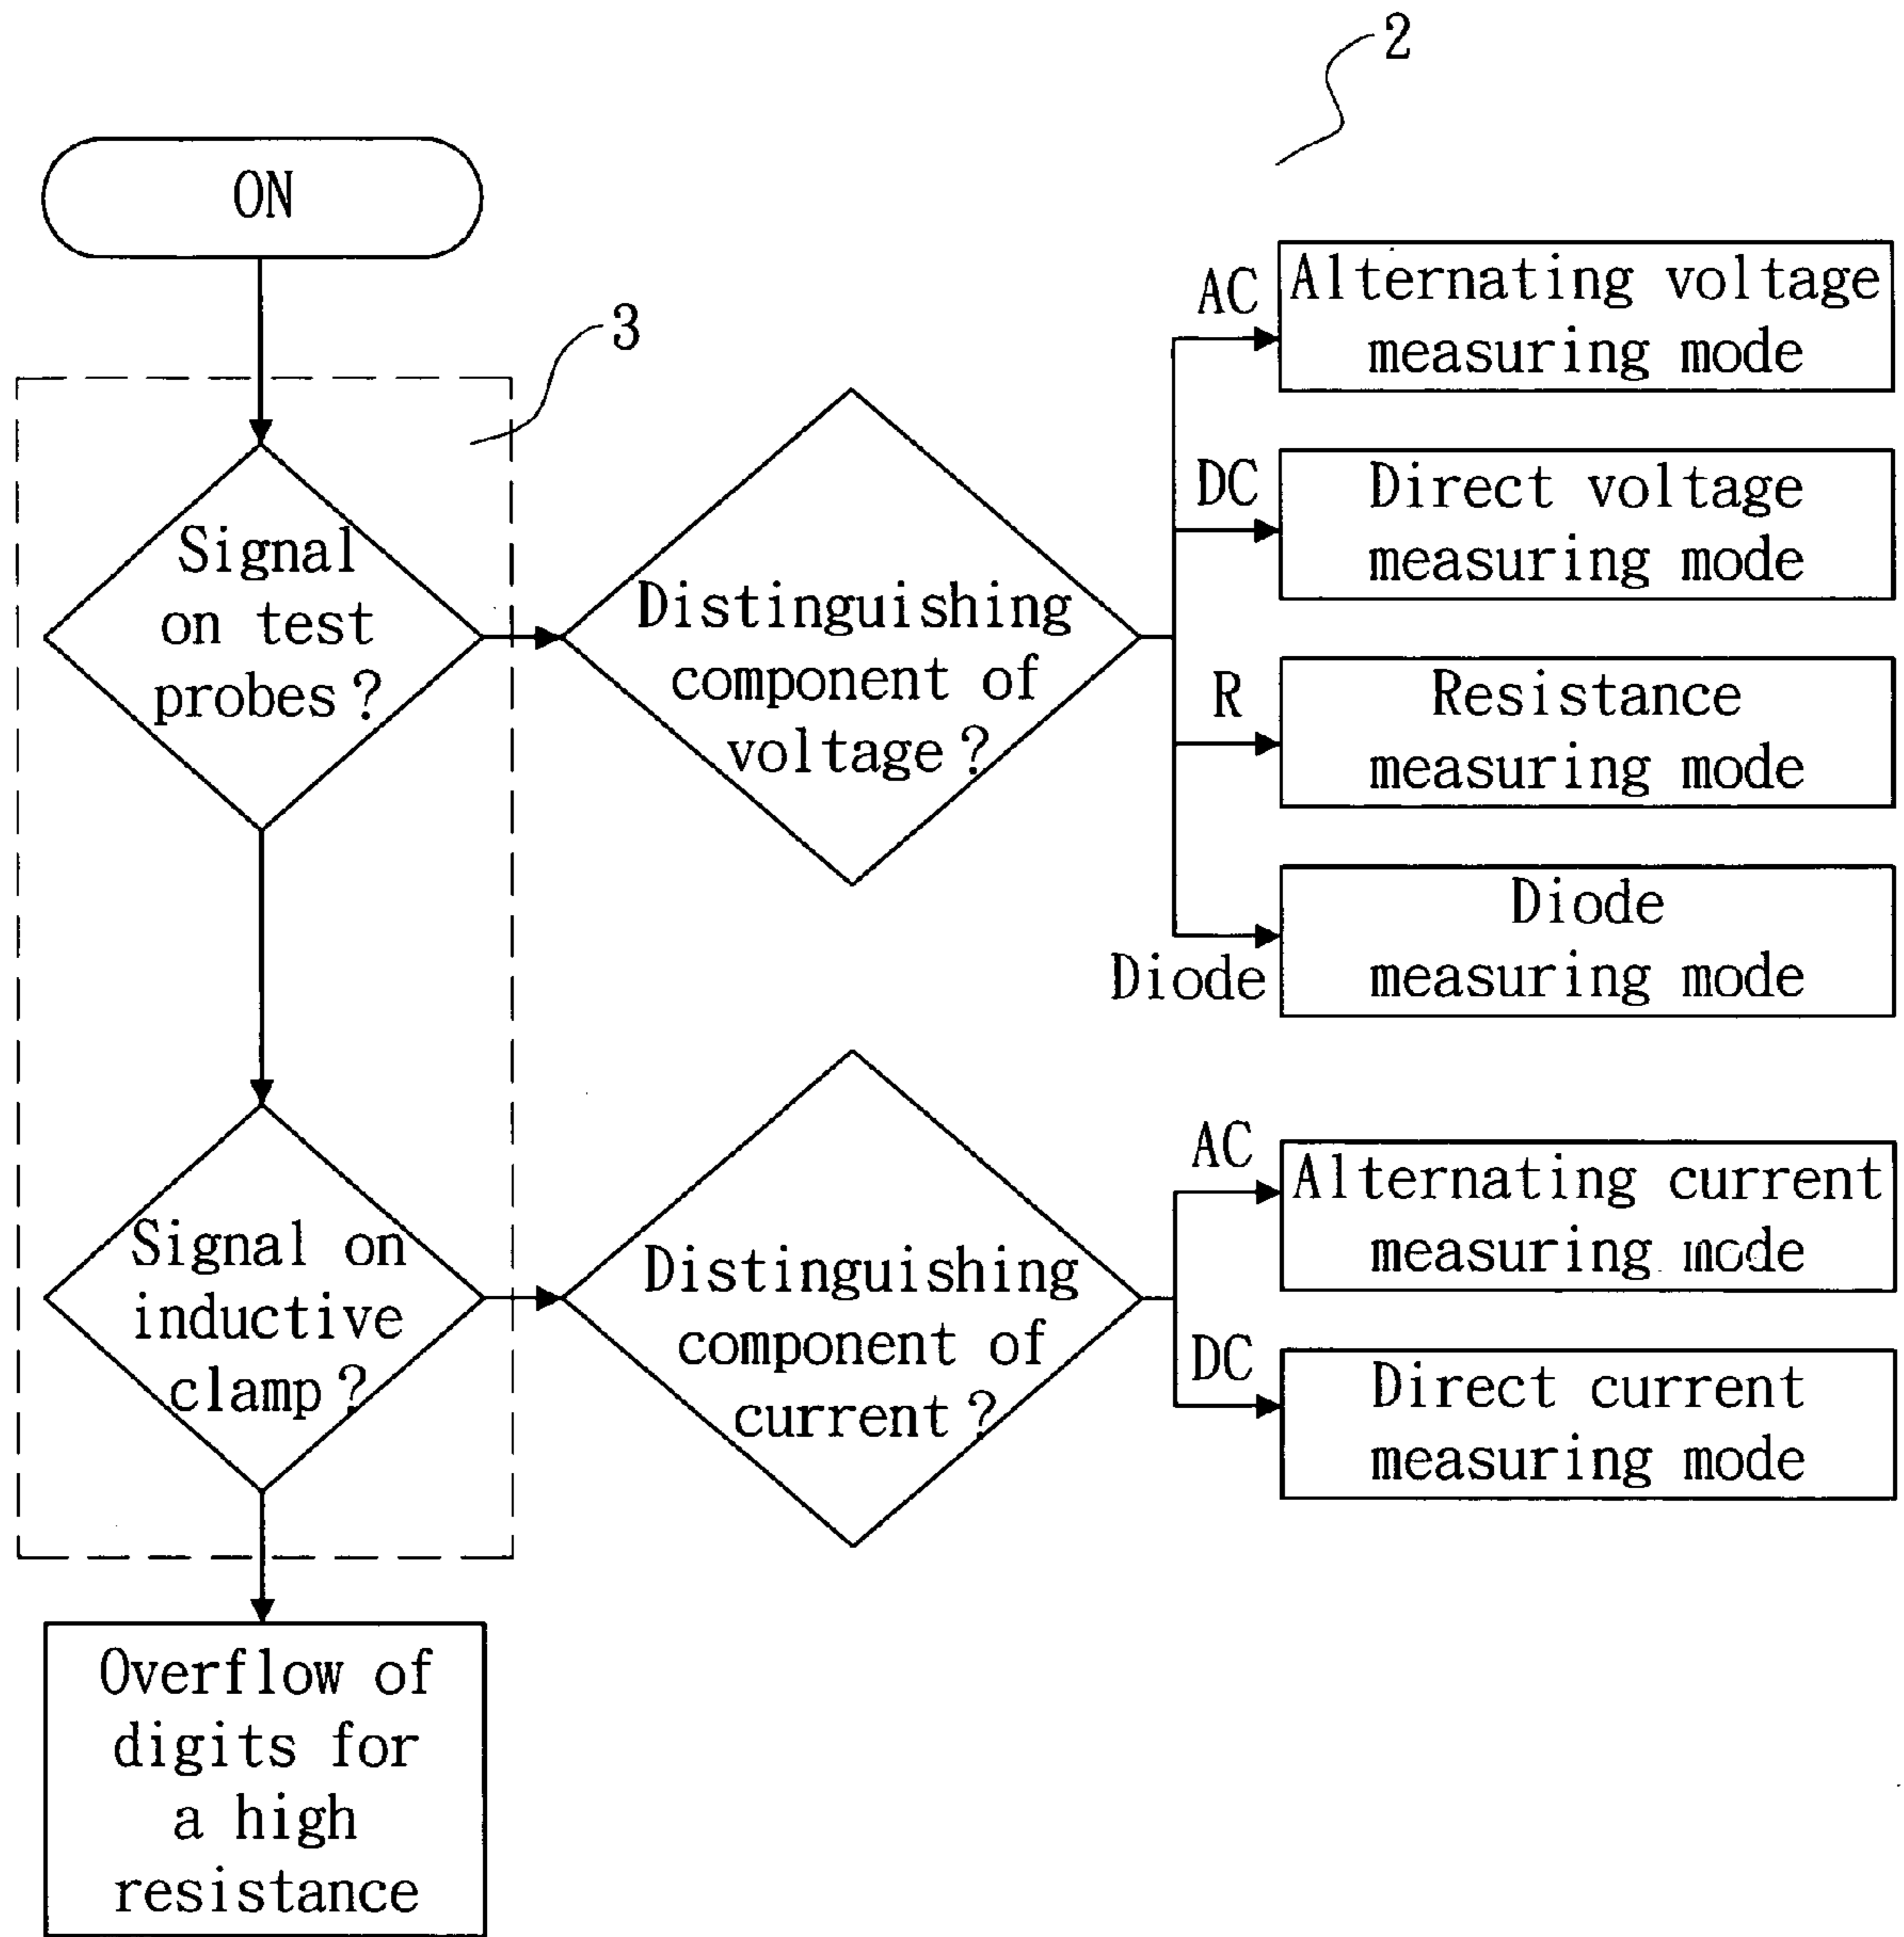 2
ON
3
Signal
on test
probes?
Distinguishing
component of
voltage?
AC
Alternating voltage
measuring mode
DC
Direct voltage
measuring mode
R
Resistance
measuring mode
Diode
Diode
measuring mode
Signal on
inductive
clamp?
Distinguishing
component of
current?
AC
Alternating current
measuring mode
DC
Direct current
measuring mode
Overflow of
digits for
a high
resistance